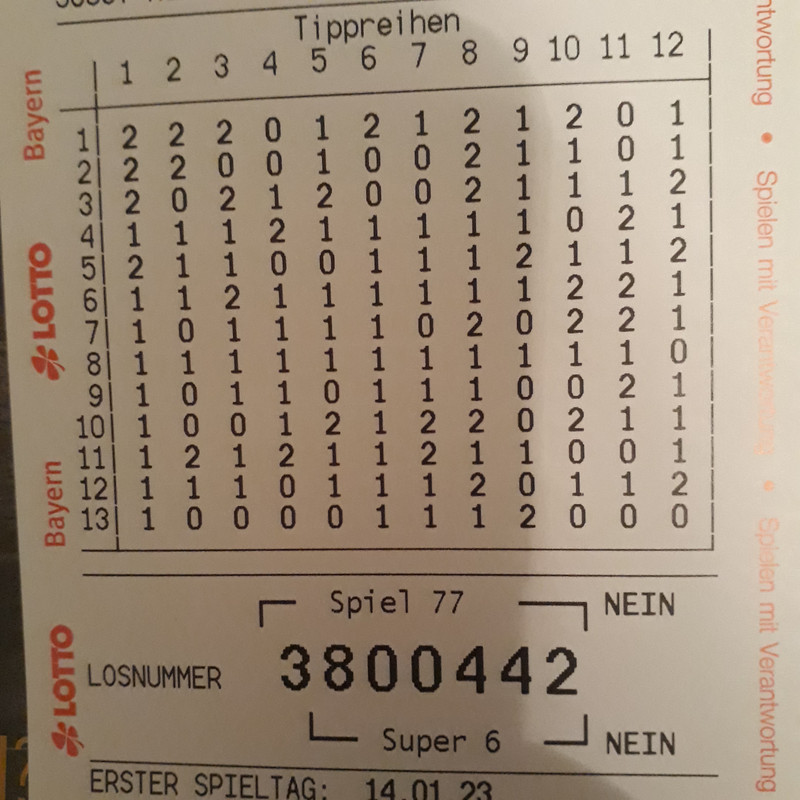 Tippreihen
1 2 3 4 5 6 7 8 9 10 11 12
1 2 2 2 0 1 2 1 2 1 2 0 1
2 2 2 0 0 1 0 0 2 1 1 0 1
3 2 0 2 1 2 0 0 2 1 1 1 2
4 1 1 1 2 1 1 1 1 1 0 2 1
5 2 1 1 0 0 1 1 1 2 1 1 2
6 1 1 2 1 1 1 1 1 1 2 2 1
7 1 0 1 1 1 1 0 2 0 2 2 1
8 1 1 1 1 1 1 1 1 1 1 1 0
9 1 0 1 1 0 1 1 1 0 0 2 1
10 1 0 0 1 2 1 2 2 0 2 1 1
11 1 2 1 2 1 1 2 1 1 0 0 1
12 1 1 1 0 1 1 1 2 0 1 1 2
13 1 0 0 0 0 1 1 1 2 0 0 0
Spiel 77 NEIN
LOSNUMMER 3800442
Super 6 NEIN
ERSTER SPIELTAG: 14.01.23
Bayern
LOTTO
Bayern
LOTTO
ntwortung • Spielen mit Verantwortung • Spielen mit Verantwortung